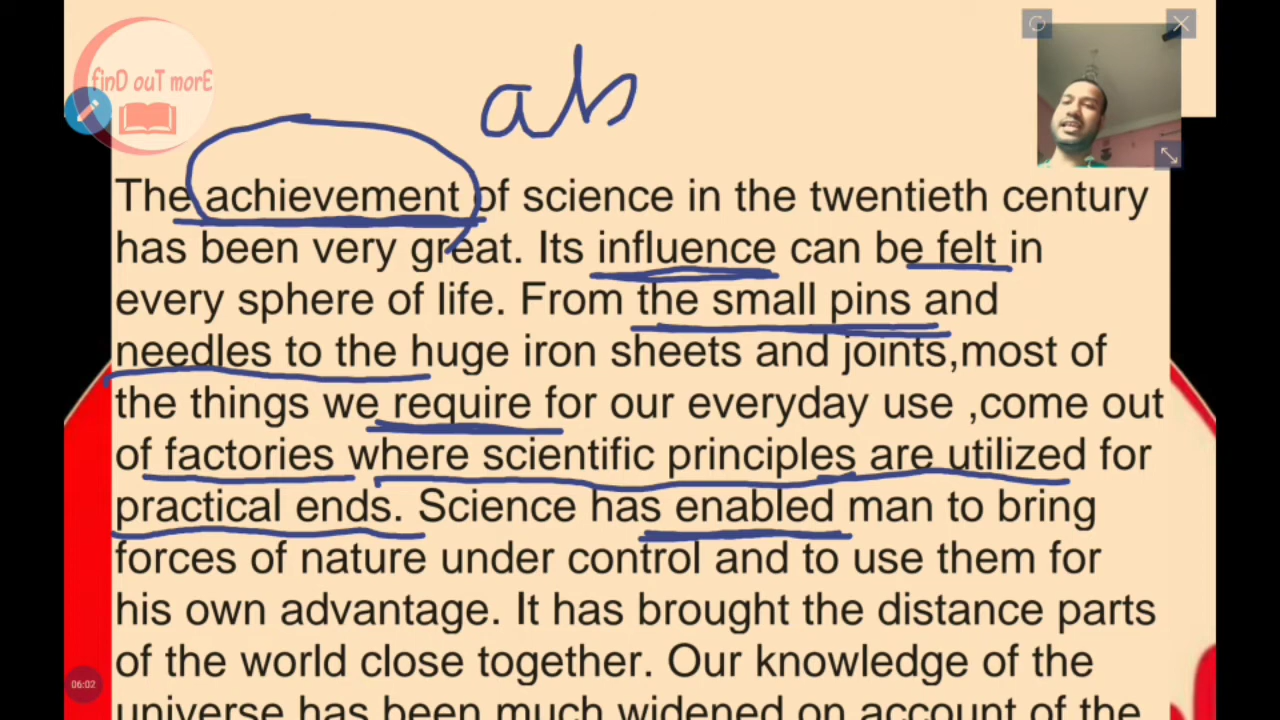 finD ouT morE
ab
The achievement of science in the twentieth century
has been very great. Its influence can be felt in
every sphere of life. From the small pins and
needles to the huge iron sheets and joints,most of
the things we require for our everyday use ,come out
of factories where scientific principles are utilized for
practical ends. Science has enabled man to bring
forces of nature under control and to use them for
his own advantage. It has brought the distance parts
of the world close together. Our knowledge of the
06:02
universe has been much widened on account of the